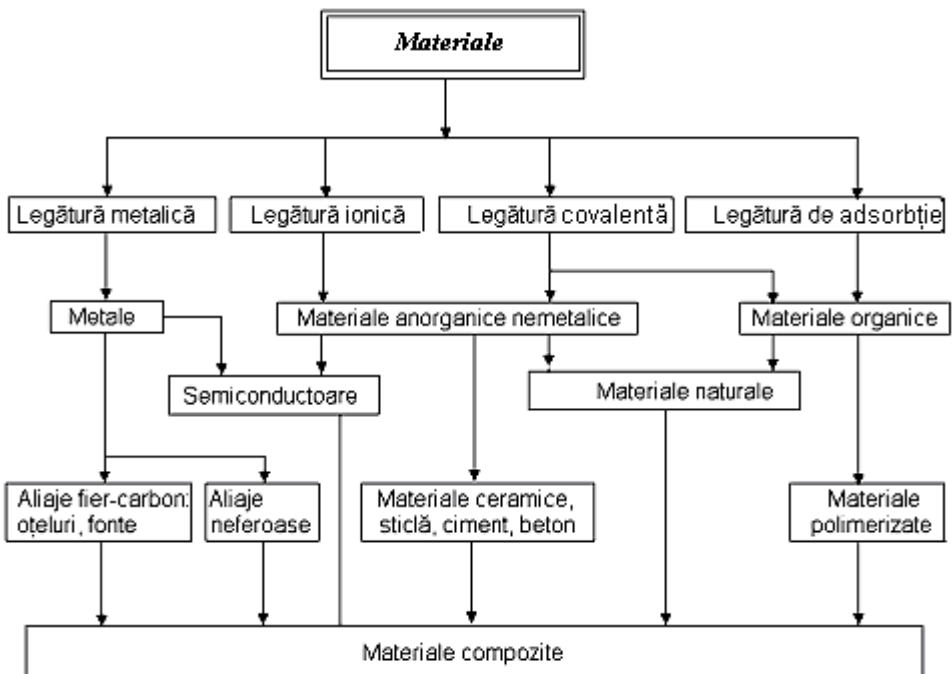 Materiale
Legătură metalică
Legătură ionică
Legătură covalentă
Legătură de adsorbție
Metale
Materiale anorganice nemetalice
Materiale organice
Semiconductoare
Materiale naturale
Aliaje fier-carbon:
oțeluri, fonte
Aliaje
neferoase
Materiale ceramice,
sticlă, ciment, beton
Materiale
polimerizate
Materiale compozite